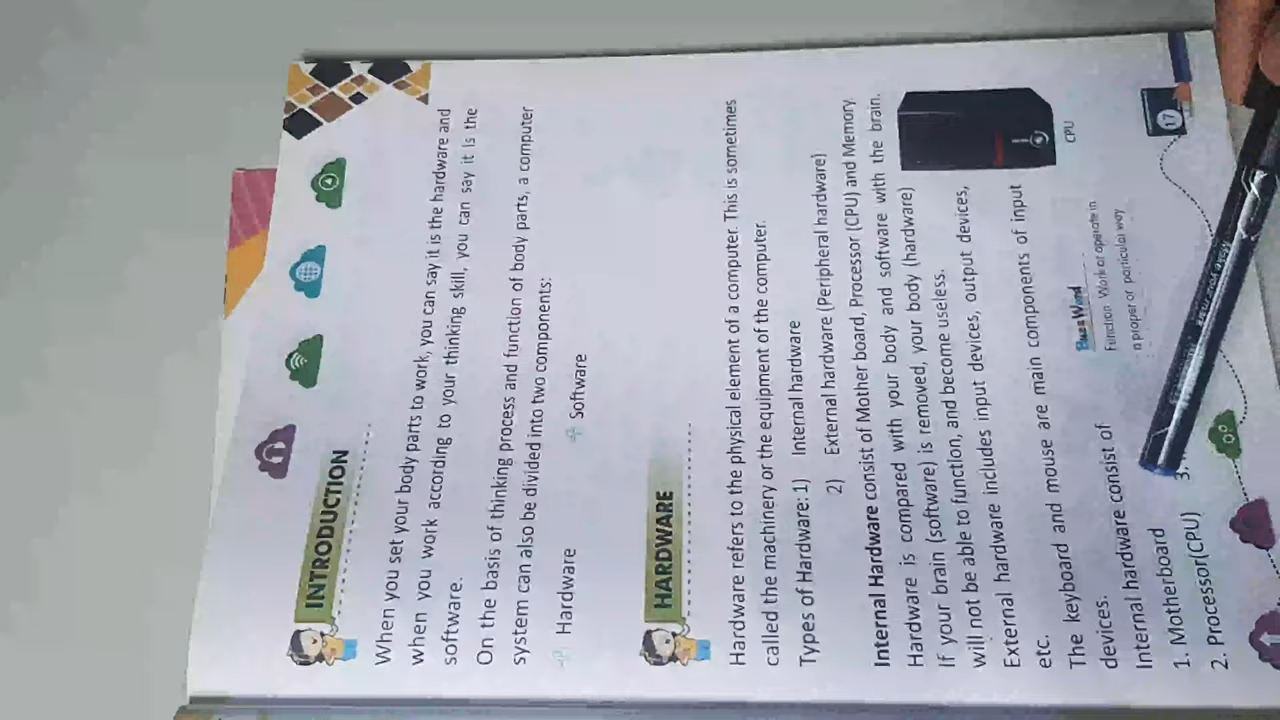 INTRODUCTION
When you set your body parts to work, you can say it is the hardware and
when you work according to your thinking skill, you can say it is the
software.
On the basis of thinking process and function of body parts, a computer
system can also be divided into two components:
Hardware Software
HARDWARE
Hardware refers to the physical element of a computer. This is sometimes
called the machinery or the equipment of the computer.
Types of Hardware: 1) Internal hardware
2) External hardware (Peripheral hardware)
Internal Hardware consist of Mother board, Processor (CPU) and Memory.
Hardware is compared with your body and software with the brain.
If your brain (software) is removed, your body (hardware)
will not be able to function, and become useless.
External hardware includes input devices, output devices,
etc.
The keyboard and mouse are main components of input
devices.
Internal hardware consist of
1. Motherboard 3.
2. Processor(CPU)
CPU
Buzz Word
Function Work or operate in
a proper or particular way
17